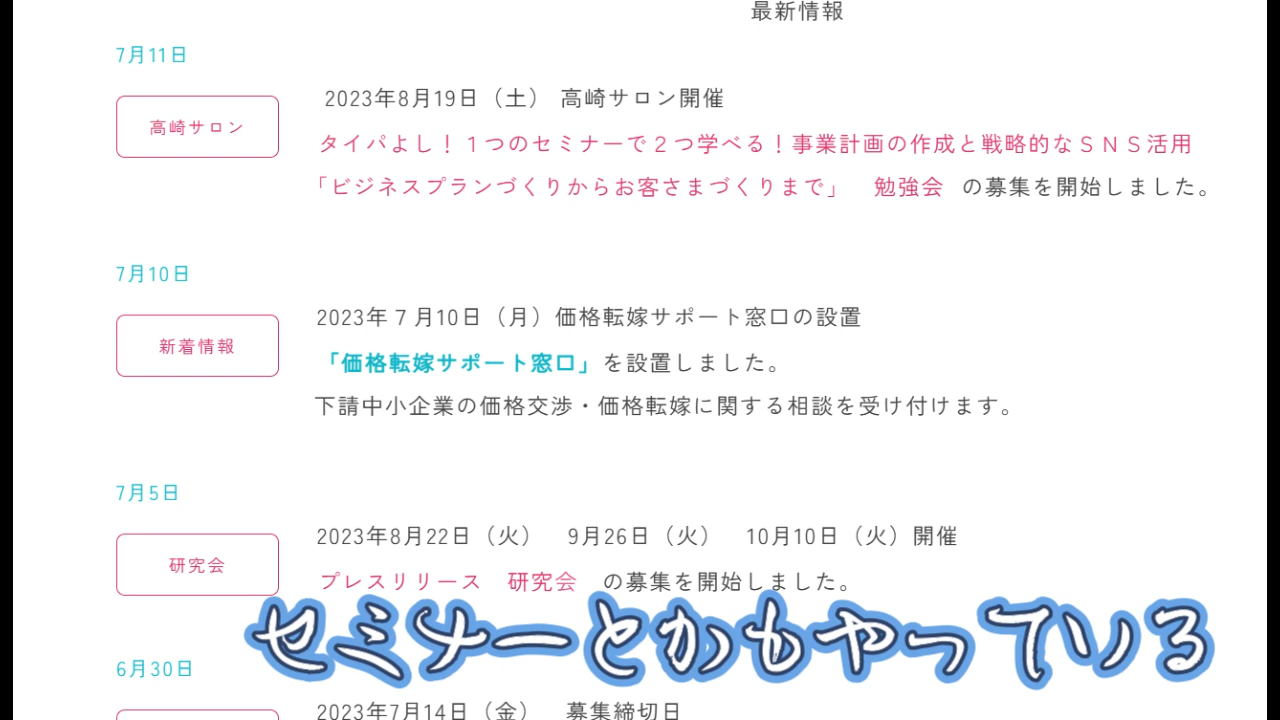 最新情報
7月11日
高崎サロン
2023年8月19日（土） 高崎サロン開催
タイパよし！１つのセミナーで２つ学べる！事業計画の作成と戦略的なＳＮＳ活用
「ビジネスプランづくりからお客さまづくりまで」　勉強会　の募集を開始しました。
7月10日
新着情報
2023年７月10日（月）価格転嫁サポート窓口の設置
「価格転嫁サポート窓口」を設置しました。
下請中小企業の価格交渉・価格転嫁に関する相談を受け付けます。
7月5日
研究会
2023年8月22日（火）　9月26日（火）　10月10日（火）開催
プレスリリース　研究会　の募集を開始しました。
セミナーとかもやっている
6月30日
2023年7月14日（金）　募集締切日